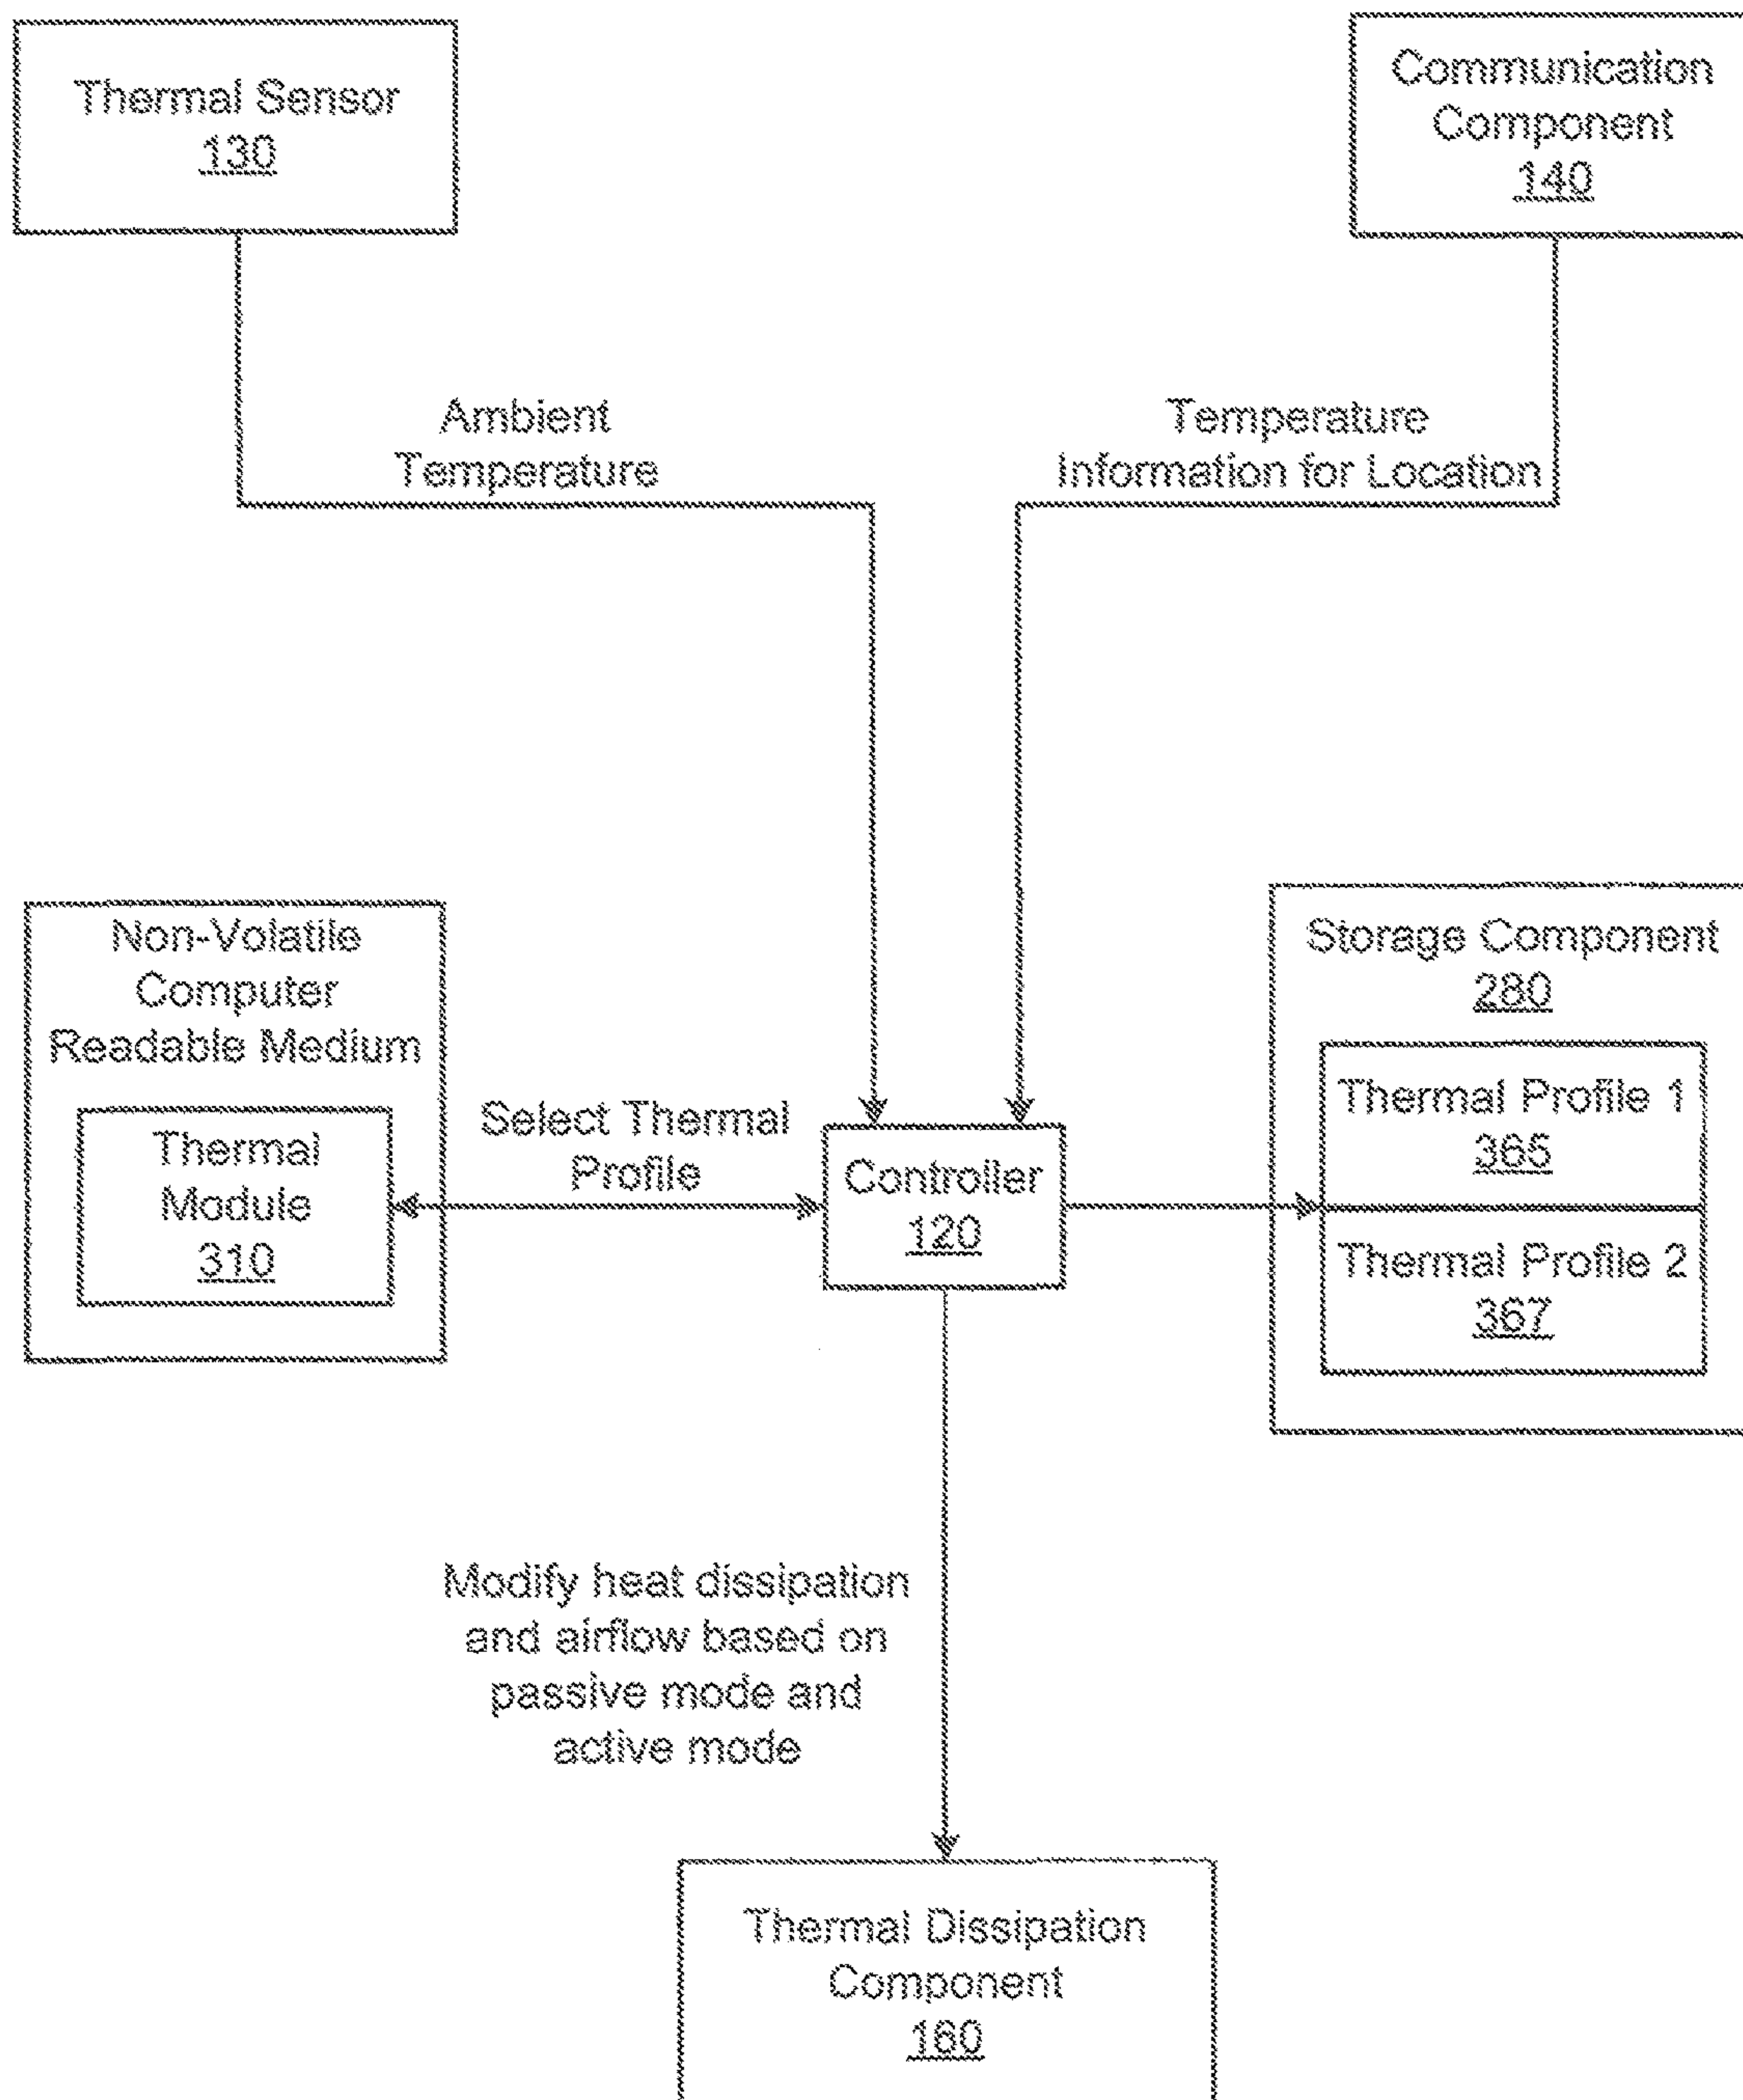 Thermal Sensor
130
Communication
Component
140
Ambient
Temperature
Temperature
Information for Location
Non-Volatile
Computer
Readable Medium
Thermal
Module
310
Select Thermal
Profile
Controller
120
Storage Component
280
Thermal Profile 1
365
Thermal Profile 2
367
Modify heat dissipation
and airflow based on
passive mode and
active mode
Thermal Dissipation
Component
160